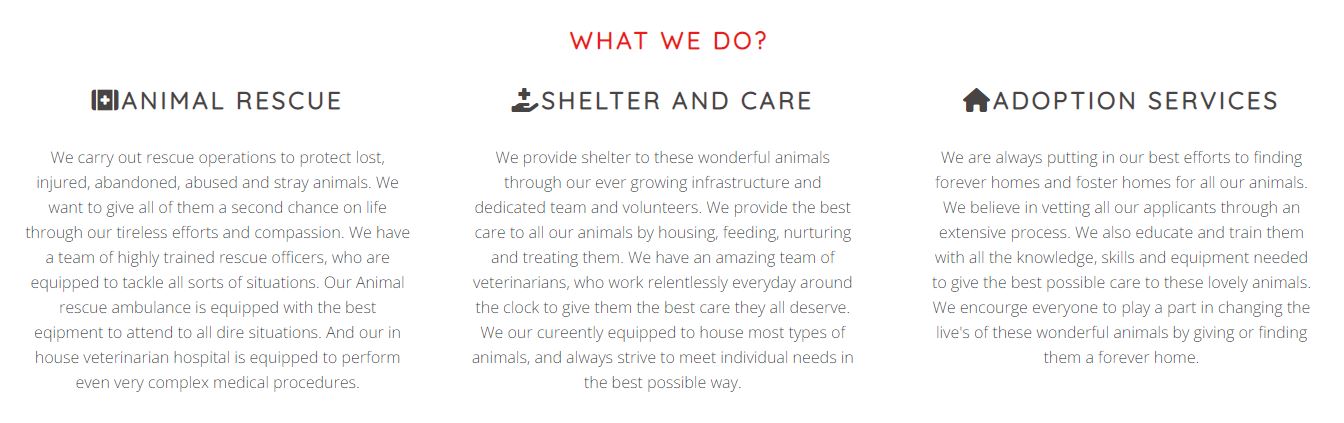 WHAT WE DO?
ANIMAL RESCUE
We carry out rescue operations to protect lost,
injured, abandoned, abused and stray animals. We
want to give all of them a second chance on life
through our tireless efforts and compassion. We have
a team of highly trained rescue officers, who are
equipped to tackle all sorts of situations. Our Animal
rescue ambulance is equipped with the best
eqipment to attend to all dire situations. And our in
house veterinarian hospital is equipped to perform
even very complex medical procedures.
SHELTER AND CARE
We provide shelter to these wonderful animals
through our ever growing infrastructure and
dedicated team and volunteers. We provide the best
care to all our animals by housing, feeding, nurturing
and treating them. We have an amazing team of
veterinarians, who work relentlessly everyday around
the clock to give them the best care they all deserve.
We our cureently equipped to house most types of
animals, and always strive to meet individual needs in
the best possible way.
ADOPTION SERVICES
We are always putting in our best efforts to finding
forever homes and foster homes for all our animals.
We believe in vetting all our applicants through an
extensive process. We also educate and train them
with all the knowledge, skills and equipment needed
to give the best possible care to these lovely animals.
We encourge everyone to play a part in changing the
live's of these wonderful animals by giving or finding
them a forever home.